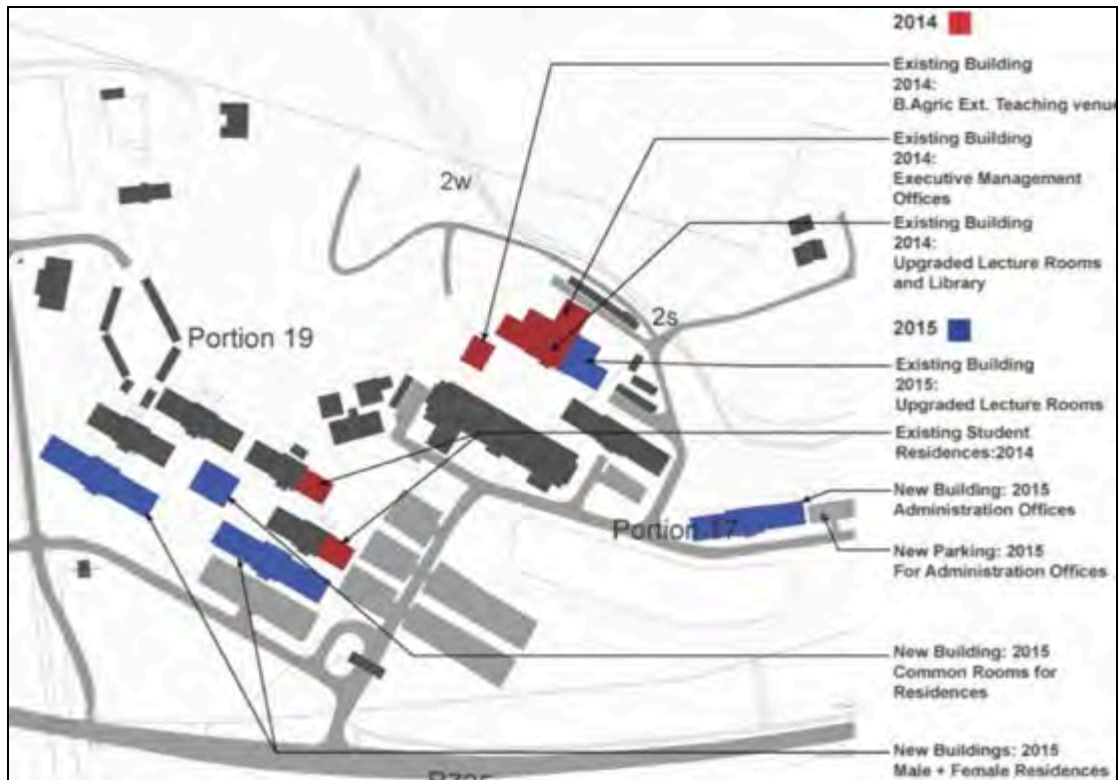 2014
Existing Building
2014:
B.Agric Ext. Teaching venue
Existing Building
2014:
Executive Management
Offices
Existing Building
2014:
Upgraded Lecture Rooms
and Library
2015
Existing Building
2015:
Upgraded Lecture Rooms
Existing Student
Residences:2014
New Building: 2015
Administration Offices
New Parking: 2015
For Administration Offices
New Building: 2015
Common Rooms for
Residences
New Buildings: 2015
Male + Female Residences
2w
2s
Portion 19
Portion 17